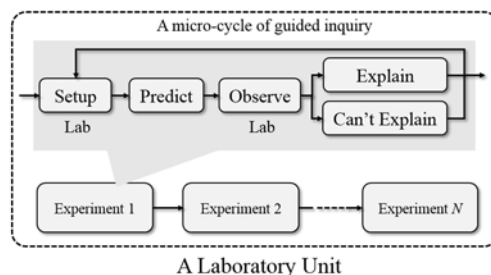 A micro-cycle of guided inquiry
Setup
Predict
Observe
Explain
Can't Explain
Lab
Lab
Experiment 1
Experiment 2
Experiment N
A Laboratory Unit